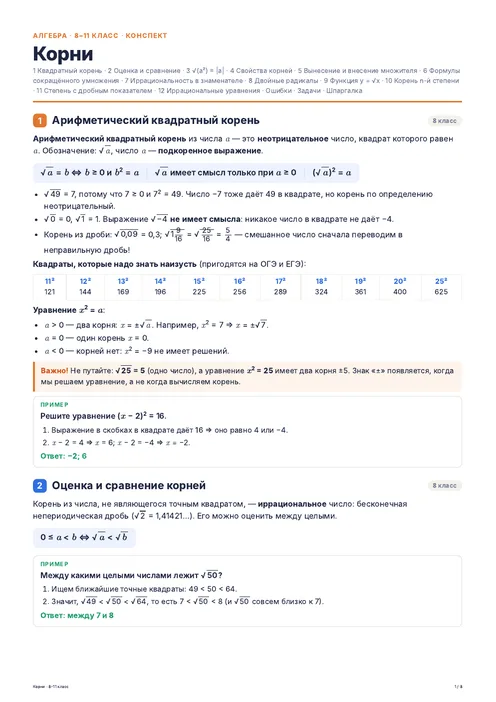 АЛГЕБРА · 8–11 КЛАСС · КОНСПЕКТ
Корни
1 Квадратный корень · 2 Оценка и сравнение · 3 √(a²) = |a| · 4 Свойства корней · 5 Вынесение и внесение множителя · 6 Формулы
сокращённого умножения · 7 Иррациональность в знаменателе · 8 Двойные радикалы · 9 Функция y = √x · 10 Корень n-й степени
· 11 Степень с дробным показателем · 12 Иррациональные уравнения · Ошибки · Задачи · Шпаргалка
1 Арифметический квадратный корень 8 класс
Арифметический квадратный корень из числа a — это неотрицательное число, квадрат которого равен
a. Обозначение: √a, число a — подкоренное выражение.
√a = b ⇔ b ≥ 0 и b² = a √a имеет смысл только при a ≥ 0 (√a)² = a
• √49 = 7, потому что 7 ≥ 0 и 7² = 49. Число −7 тоже даёт 49 в квадрате, но корень по определению
неотрицательный.
• √0 = 0, √1 = 1. Выражение √−4 не имеет смысла: никакое число в квадрате не даёт −4.
• Корень из дроби: √0,09 = 0,3; √1 9/16 = √25/16 = 5/4 — смешанное число сначала переводим в
неправильную дробь!
Квадраты, которые надо знать наизусть (пригодятся на ОГЭ и ЕГЭ):
11² 12² 13² 14² 15² 16² 17² 18² 19² 20² 25²
121 144 169 196 225 256 289 324 361 400 625
Уравнение x² = a:
• a > 0 — два корня: x = ±√a. Например, x² = 7 ⇒ x = ±√7.
• a = 0 — один корень x = 0.
• a < 0 — корней нет: x² = −9 не имеет решений.
Важно! Не путайте: √25 = 5 (одно число), а уравнение x² = 25 имеет два корня ±5. Знак «±» появляется, когда
мы решаем уравнение, а не когда вычисляем корень.
ПРИМЕР
Решите уравнение (x − 2)² = 16.
1. Выражение в скобках в квадрате даёт 16 ⇒ оно равно 4 или −4.
2. x − 2 = 4 ⇒ x = 6; x − 2 = −4 ⇒ x = −2.
Ответ: −2; 6
2 Оценка и сравнение корней 8 класс
Корень из числа, не являющегося точным квадратом, — иррациональное число: бесконечная
непериодическая дробь (√2 = 1,41421...). Его можно оценить между целыми.
0 ≤ a < b ⇔ √a < √b
ПРИМЕР
Между какими целыми числами лежит √50?
1. Ищем ближайшие точные квадраты: 49 < 50 < 64.
2. Значит, √49 < √50 < √64, то есть 7 < √50 < 8 (и √50 совсем близко к 7).
Ответ: между 7 и 8
Корни · 8–11 класс 1 / 8